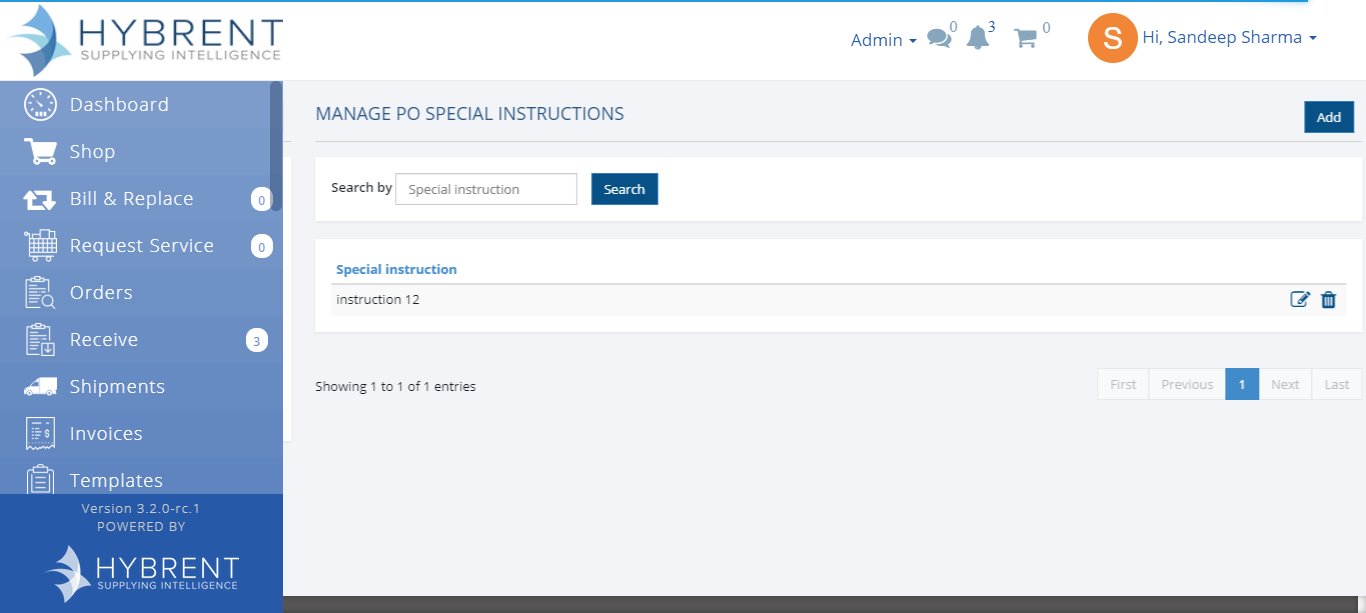 HYBRENT
SUPPLYING INTELLIGENCE
Admin 0 3 0 S Hi, Sandeep Sharma
Dashboard
Shop
Bill & Replace 0
Request Service 0
Orders
Receive 3
Shipments
Invoices
Templates
Version 3.2.0-rc.1
POWERED BY
HYBRENT
SUPPLYING INTELLIGENCE
MANAGE PO SPECIAL INSTRUCTIONS Add
Search by Special instruction Search
Special instruction
instruction 12
Showing 1 to 1 of 1 entries First Previous 1 Next Last